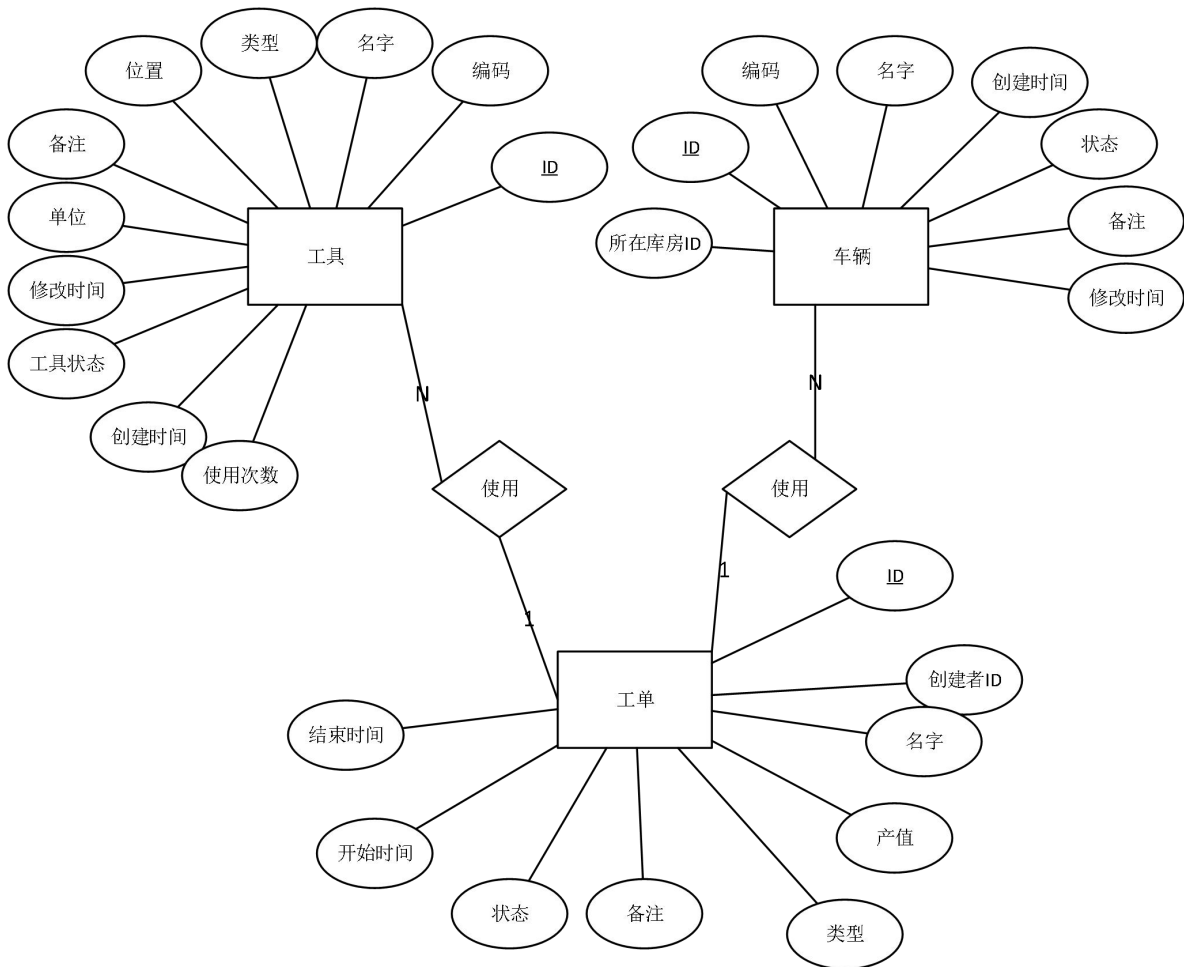 类型
名字
位置
编码
备注
ID
单位
工具
修改时间
工具状态
创建时间
使用次数
编码
名字
创建时间
ID
状态
所在库房ID
车辆
备注
修改时间
N
N
使用
使用
1
1
ID
工单
创建者ID
名字
结束时间
产值
开始时间
状态
备注
类型